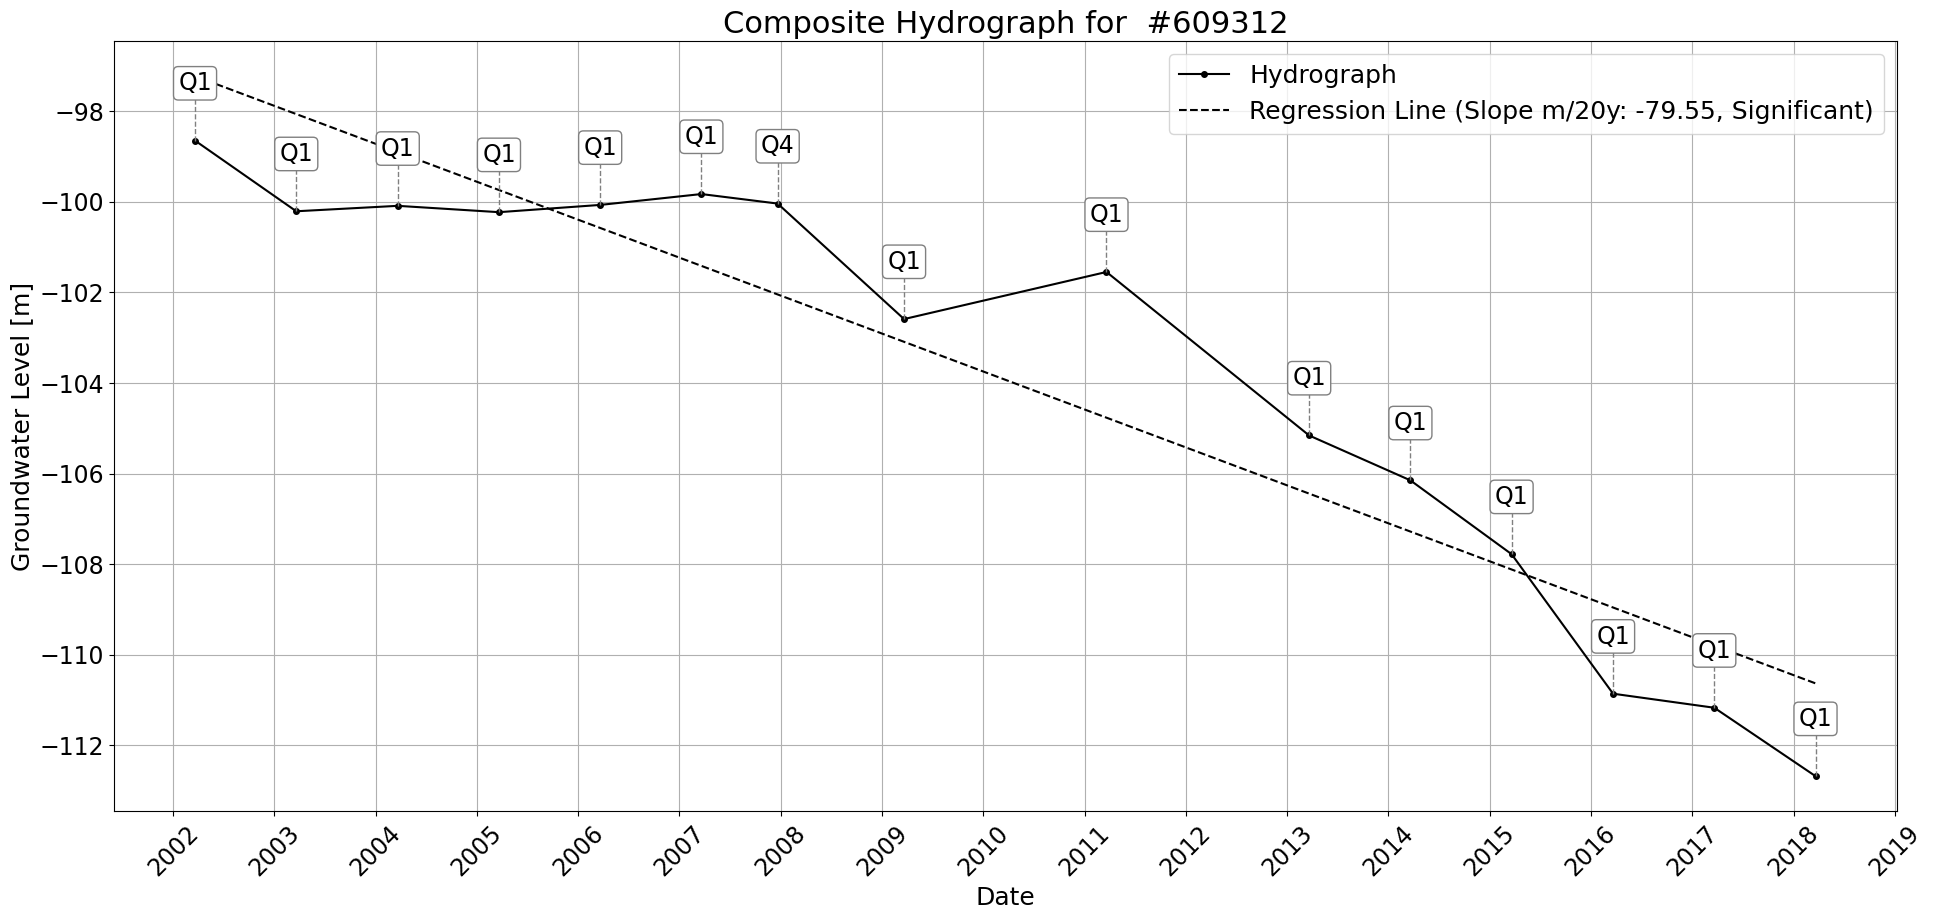 Composite Hydrograph for  #609312
Hydrograph
Regression Line (Slope m/20y: -79.55, Significant)
Q1
Q1
Q1
Q1
Q1
Q1
Q4
Q1
Q1
Q1
Q1
Q1
Q1
Q1
Q1
−98
−100
−102
−104
−106
−108
−110
−112
Groundwater Level [m]
2002
2003
2004
2005
2006
2007
2008
2009
2010
2011
2012
2013
2014
2015
2016
2017
2018
2019
Date